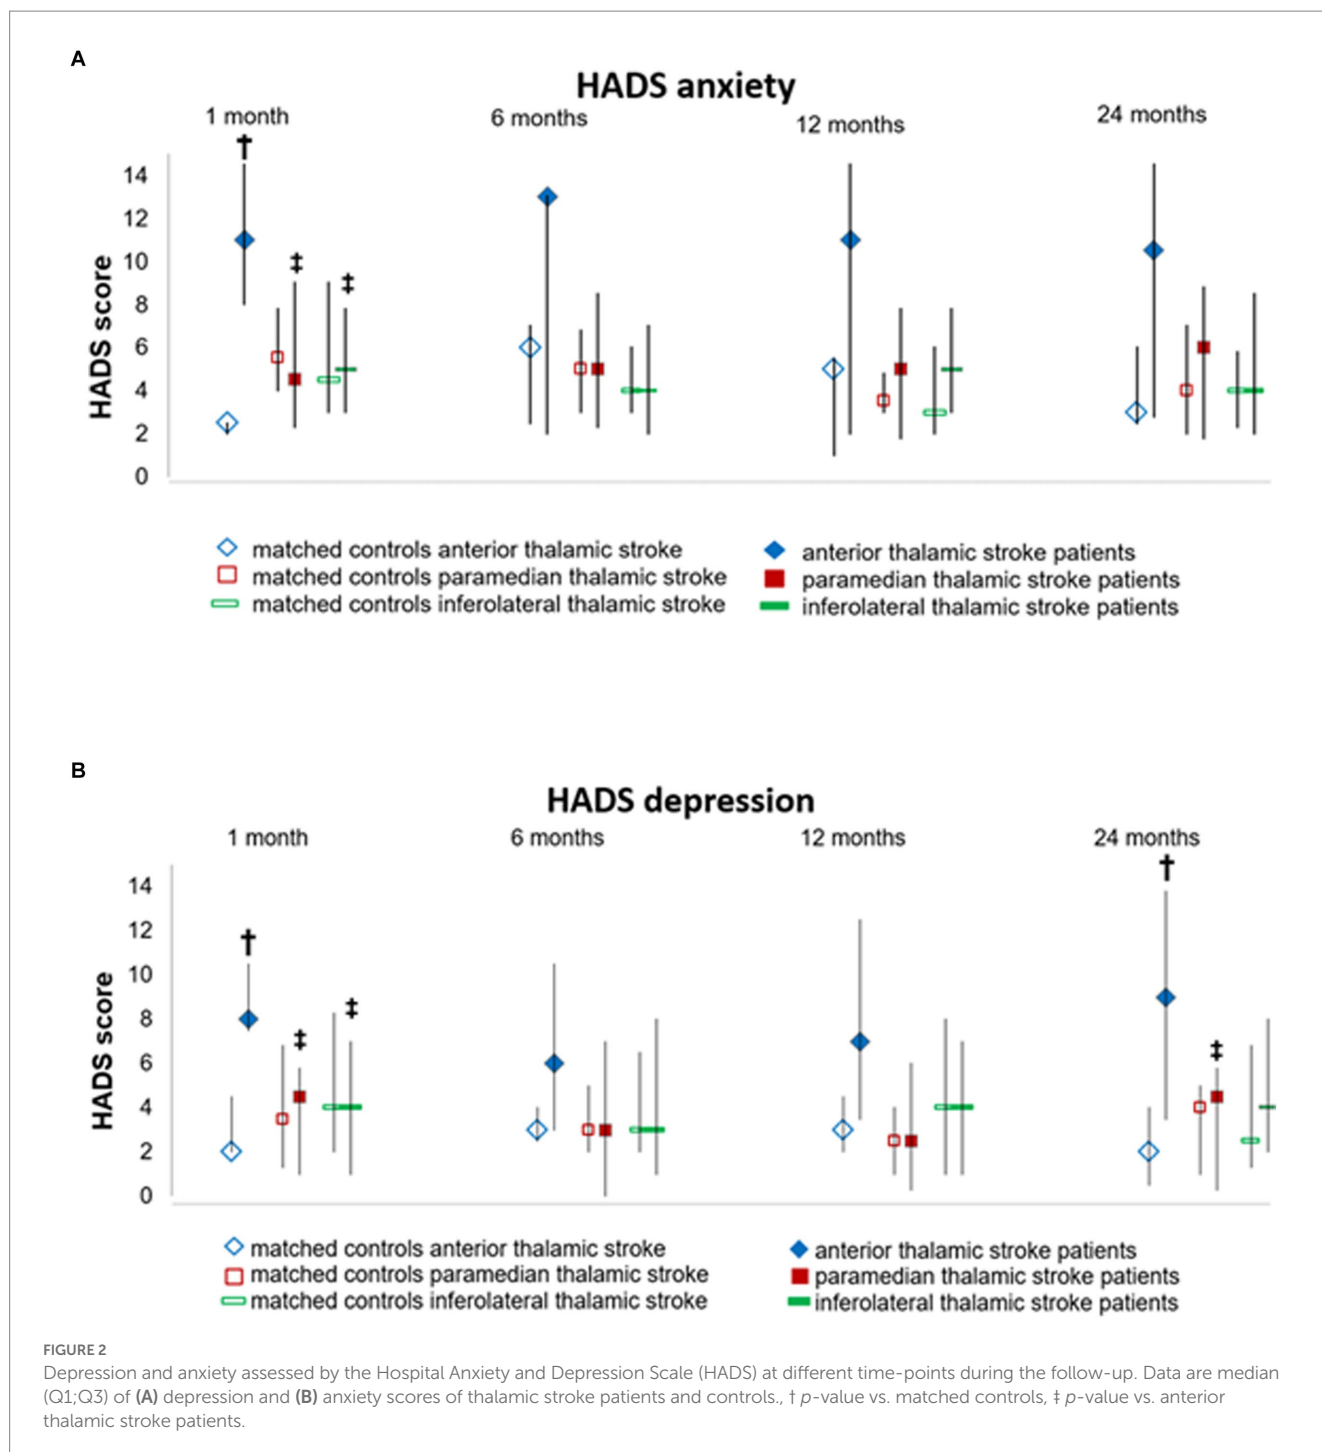 A
HADS anxiety
1 month 6 months 12 months 24 months
†
‡
‡
HADS score
14
12
10
8
6
4
2
0
matched controls anterior thalamic stroke
matched controls paramedian thalamic stroke
matched controls inferolateral thalamic stroke
anterior thalamic stroke patients
paramedian thalamic stroke patients
inferolateral thalamic stroke patients
B
HADS depression
1 month 6 months 12 months 24 months
†
†
‡
‡
‡
HADS score
14
12
10
8
6
4
2
0
matched controls anterior thalamic stroke
matched controls paramedian thalamic stroke
matched controls inferolateral thalamic stroke
anterior thalamic stroke patients
paramedian thalamic stroke patients
inferolateral thalamic stroke patients
FIGURE 2
Depression and anxiety assessed by the Hospital Anxiety and Depression Scale (HADS) at different time-points during the follow-up. Data are median
(Q1;Q3) of (A) depression and (B) anxiety scores of thalamic stroke patients and controls., † p-value vs. matched controls, ‡ p-value vs. anterior
thalamic stroke patients.